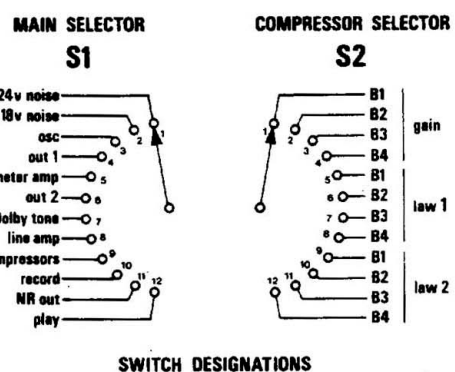 MAIN SELECTOR
S1
24v noise 1
18v noise 2
osc 3
out 1 4
meter amp 5
out 2 6
dolby tone 7
line amp 8
compressors 9
record 10
NR out 11
play 12
COMPRESSOR SELECTOR
S2
1 B1
2 B2
3 B3
4 B4
gain
5 B1
6 B2
7 B3
8 B4
law 1
9 B1
10 B2
11 B3
12 B4
law 2
SWITCH DESIGNATIONS